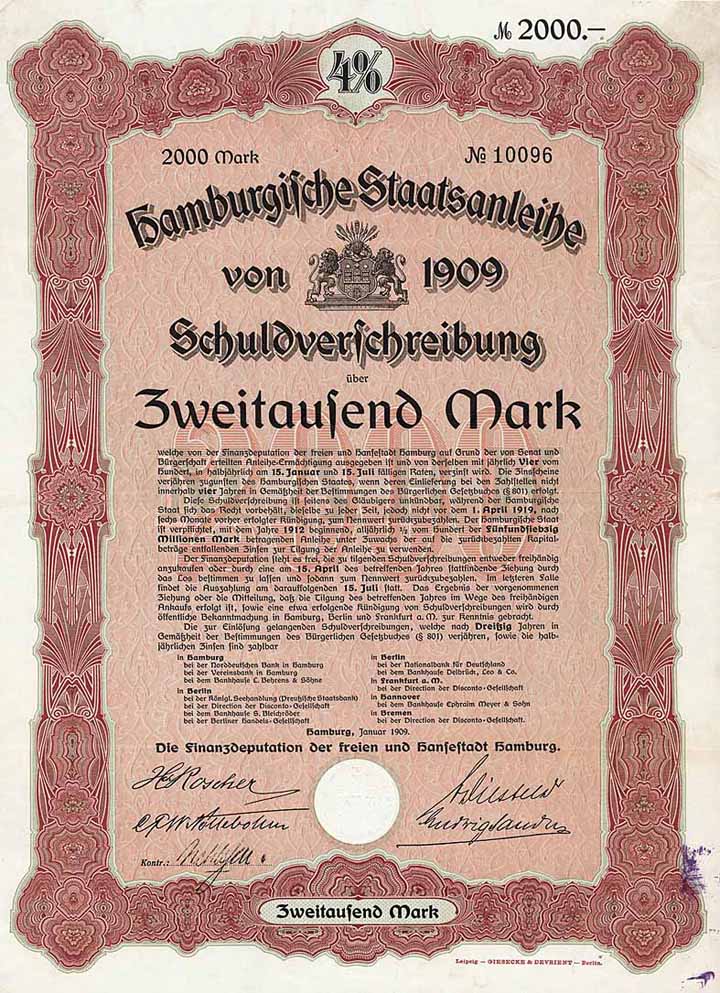 M 2000.–
4%
2000 Mark № 10096
Hamburgische Staatsanleihe
von 1909
Schuldverschreibung
über
Zweitausend Mark
welche von der Finanzdeputation der freien und Hansestadt Hamburg auf Grund der von Senat und
Bürgerschaft erteilten Anleihe-Ermächtigung ausgegeben ist und von derselben mit jährlich Vier vom
Hundert, in halbjährlich am 15. Januar und 15. Juli fälligen Raten, verzinst wird. Die Zinsscheine
verjähren zugunsten des Hamburgischen Staates, wenn deren Einlieferung bei den Zahlstellen nicht
innerhalb vier Jahren in Gemäßheit der Bestimmungen des Bürgerlichen Gesetzbuches (§ 801) erfolgt.
Diese Schuldverschreibung ist seitens des Gläubigers unkündbar, während der Hamburgische
Staat sich das Recht vorbehält, dieselbe zu jeder Zeit, jedoch nicht vor dem 1. April 1919, nach
sechs Monate vorher erfolgter Kündigung, zum Nennwert zurückzubezahlen. Der Hamburgische Staat
ist verpflichtet, mit dem Jahre 1912 beginnend, alljährlich ½ vom Hundert der Fünfundsiebzig
Millionen Mark betragenden Anleihe unter Zuwachs der auf die zurückbezahlten Kapital-
beträge entfallenden Zinsen zur Tilgung der Anleihe zu verwenden.
Der Finanzdeputation steht es frei, die zu tilgenden Schuldverschreibungen entweder freihändig
anzukaufen oder durch eine am 15. April des betreffenden Jahres stattfindende Ziehung durch
das Los bestimmen zu lassen und sodann zum Nennwert zurückzubezahlen. Im letzteren Falle
findet die Auszahlung am darauffolgenden 15. Juli statt. Das Ergebnis der vorgenommenen
Ziehung oder die Mitteilung, daß die Tilgung des betreffenden Jahres im Wege des freihändigen
Ankaufs erfolgt ist, sowie eine etwa erfolgende Kündigung von Schuldverschreibungen wird durch
öffentliche Bekanntmachung in Hamburg, Berlin und Frankfurt a. M. zur Kenntnis gebracht.
Die zur Einlösung gelangenden Schuldverschreibungen, welche nach Dreißig Jahren in
Gemäßheit der Bestimmungen des Bürgerlichen Gesetzbuches (§ 801) verjähren, sowie die halb-
jährlichen Zinsen sind zahlbar
in Hamburg
bei der Norddeutschen Bank in Hamburg
bei der Vereinsbank in Hamburg
bei dem Bankhause L. Behrens & Söhne
in Berlin
bei der Königl. Seehandlung (Preußische Staatsbank)
bei der Direction der Disconto-Gesellschaft
bei dem Bankhause S. Bleichröder
bei der Berliner Handels-Gesellschaft
in Berlin
bei der Nationalbank für Deutschland
bei dem Bankhause Delbrück, Leo & Co.
in Frankfurt a. M.
bei der Direction der Disconto-Gesellschaft
in Hannover
bei dem Bankhause Ephraim Meyer & Sohn
in Bremen
bei der Direction der Disconto-Gesellschaft.
Hamburg, Januar 1909.
Die Finanzdeputation der freien und Hansestadt Hamburg.
Roscher
Kontr.:
Zweitausend Mark
Leipzig — GIESECKE & DEVRIENT — Berlin.